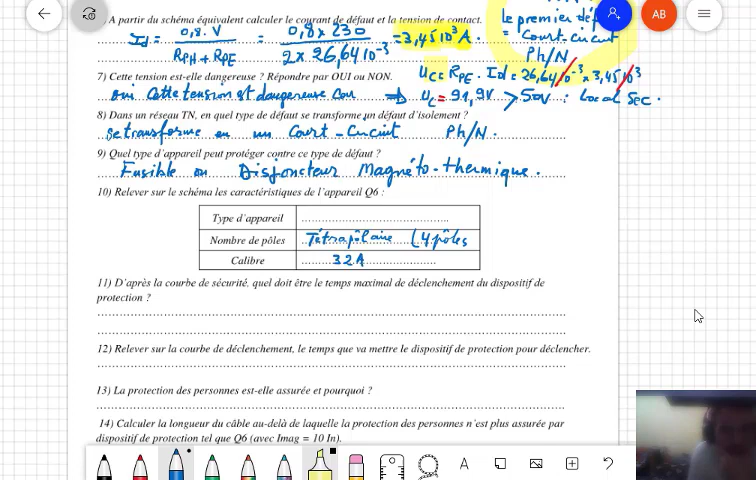 ) A partir du schéma équivalent calculer le courant de défaut et la tension de contact.
Id = 0,8.V / RPH + RPE = 0,8 x 230 / 2 x 26,64 10⁻³ = 3,45 10³ A.
le premier dé
= Court-circuit
Ph/N
7) Cette tension est-elle dangereuse ? Répondre par OUI ou NON.
Uc = RPE . Id = 26,64 10⁻³ x 3,45 10³
oui cette tension est dangereuse car → Uc = 91,9V > 50V : Local Sec.
8) Dans un réseau TN, en quel type de défaut se transforme un défaut d'isolement ?
se transforme en un Court-Circuit Ph/N.
9) Quel type d'appareil peut protéger contre ce type de défaut ?
Fusible ou Disjoncteur Magnéto-thermique.
10) Relever sur le schéma les caractéristiques de l'appareil Q6 :
Type d'appareil
Nombre de pôles Tétrapolaire (4 pôles
Calibre 32A
11) D'après la courbe de sécurité, quel doit être le temps maximal de déclenchement du dispositif de
protection ?
12) Relever sur la courbe de déclenchement, le temps que va mettre le dispositif de protection pour déclencher.
13) La protection des personnes est-elle assurée et pourquoi ?
14) Calculer la longueur du câble au-delà de laquelle la protection des personnes n'est plus assurée par
dispositif de protection tel que Q6 (avec Imag = 10 In).
AB
A